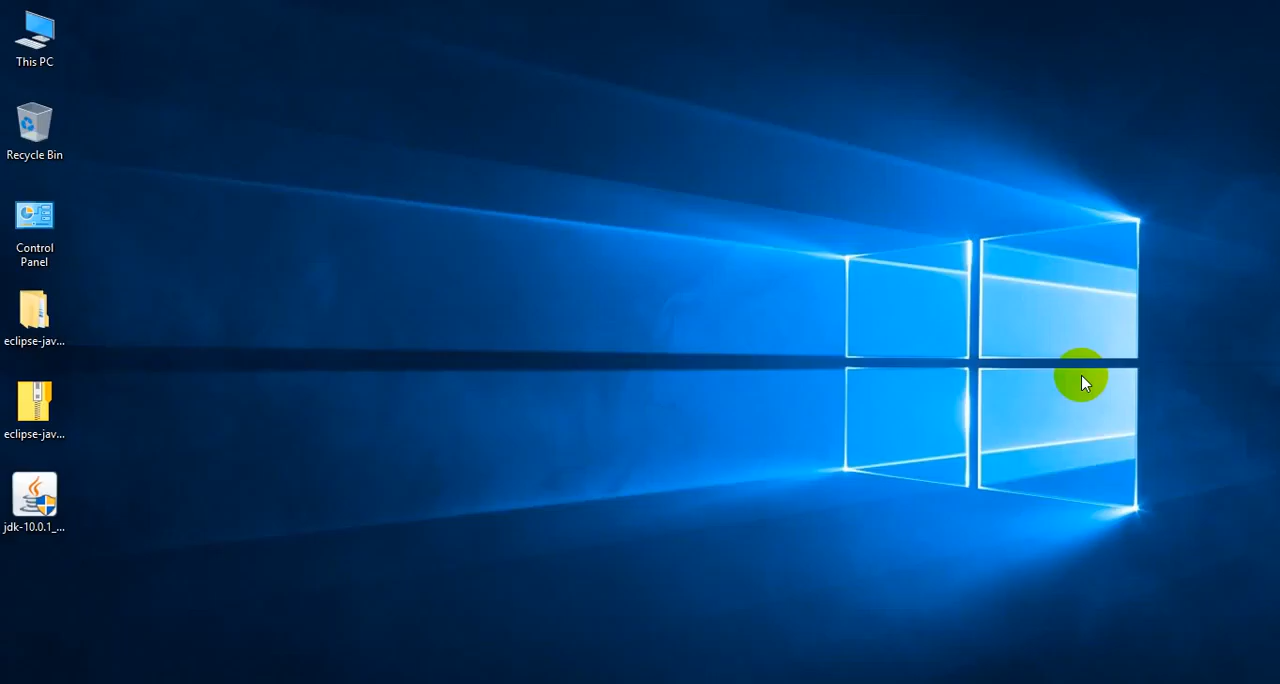 This PC
Recycle Bin
Control
Panel
eclipse-jav...
eclipse-jav...
jdk-10.0.1_...